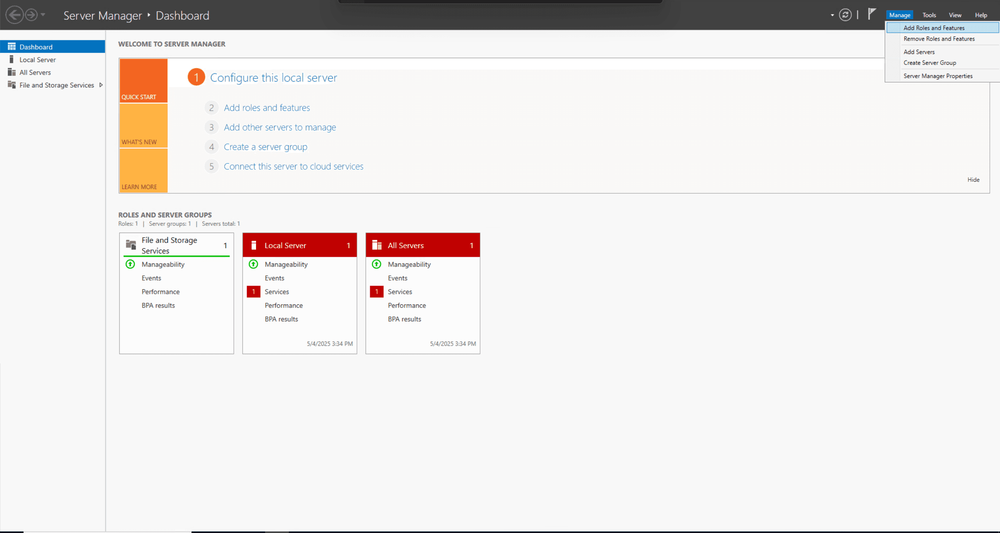 Server Manager ‣ Dashboard
Manage Tools View Help
Add Roles and Features
Remove Roles and Features
Add Servers
Create Server Group
Server Manager Properties
Dashboard
Local Server
All Servers
File and Storage Services
WELCOME TO SERVER MANAGER
QUICK START
WHAT'S NEW
LEARN MORE
1 Configure this local server
2 Add roles and features
3 Add other servers to manage
4 Create a server group
5 Connect this server to cloud services
Hide
ROLES AND SERVER GROUPS
Roles: 1 | Server groups: 1 | Servers total: 1
File and Storage
Services 1
Manageability
Events
Performance
BPA results
Local Server 1
Manageability
Events
1 Services
Performance
BPA results
5/4/2025 3:34 PM
All Servers 1
Manageability
Events
1 Services
Performance
BPA results
5/4/2025 3:34 PM